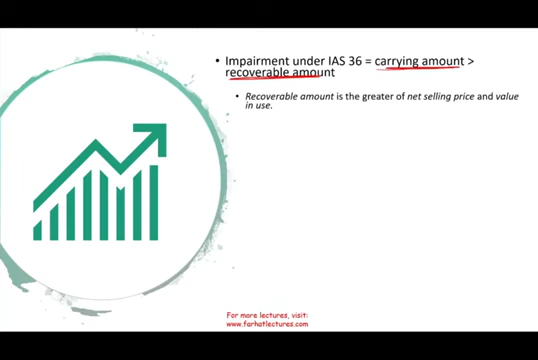 • Impairment under IAS 36 = carrying amount >
recoverable amount
• Recoverable amount is the greater of net selling price and value
in use.
For more lectures, visit:
www.farhatlectures.com